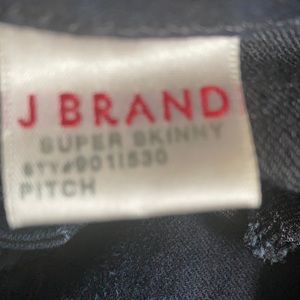 J BRAND
SUPER SKINNY
STY#901I530
PITCH